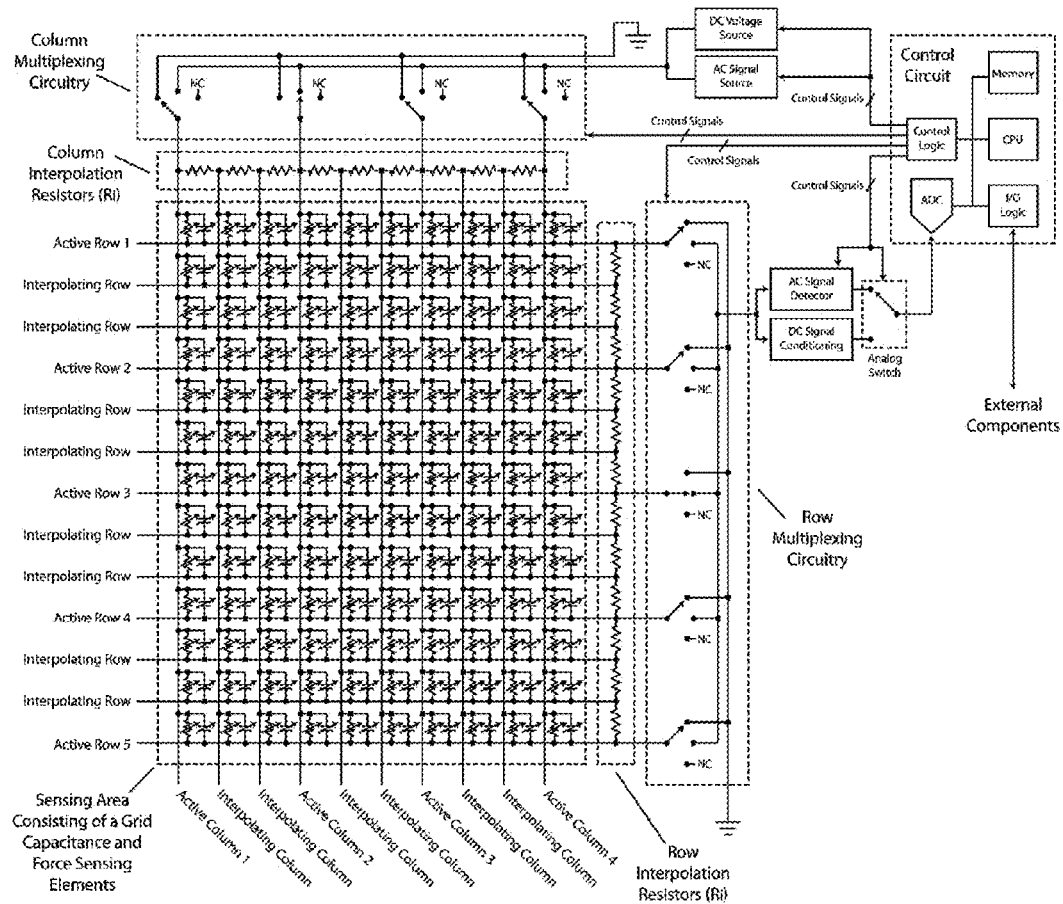 Column
Multiplexing
Circuitry
NC
NC
NC
NC
DC Voltage
Source
AC Signal
Source
Control
Circuit
Memory
Control Signals
Control Signals
Control Signals
Control
Logic
CPU
Control Signals
ADC
I/O
Logic
Column
Interpolation
Resistors (Ri)
Active Row 1
Interpolating Row
Interpolating Row
Active Row 2
Interpolating Row
Interpolating Row
Active Row 3
Interpolating Row
Interpolating Row
Active Row 4
Interpolating Row
Interpolating Row
Active Row 5
NC
NC
NC
NC
NC
AC Signal
Detector
DC Signal
Conditioning
Analog
Switch
External
Components
Row
Multiplexing
Circuitry
Sensing Area
Consisting of a Grid
Capacitance and
Force Sensing
Elements
Active Column 1
Interpolating Column
Interpolating Column
Active Column 2
Interpolating Column
Interpolating Column
Active Column 3
Interpolating Column
Interpolating Column
Active Column 4
Row
Interpolation
Resistors (Ri)